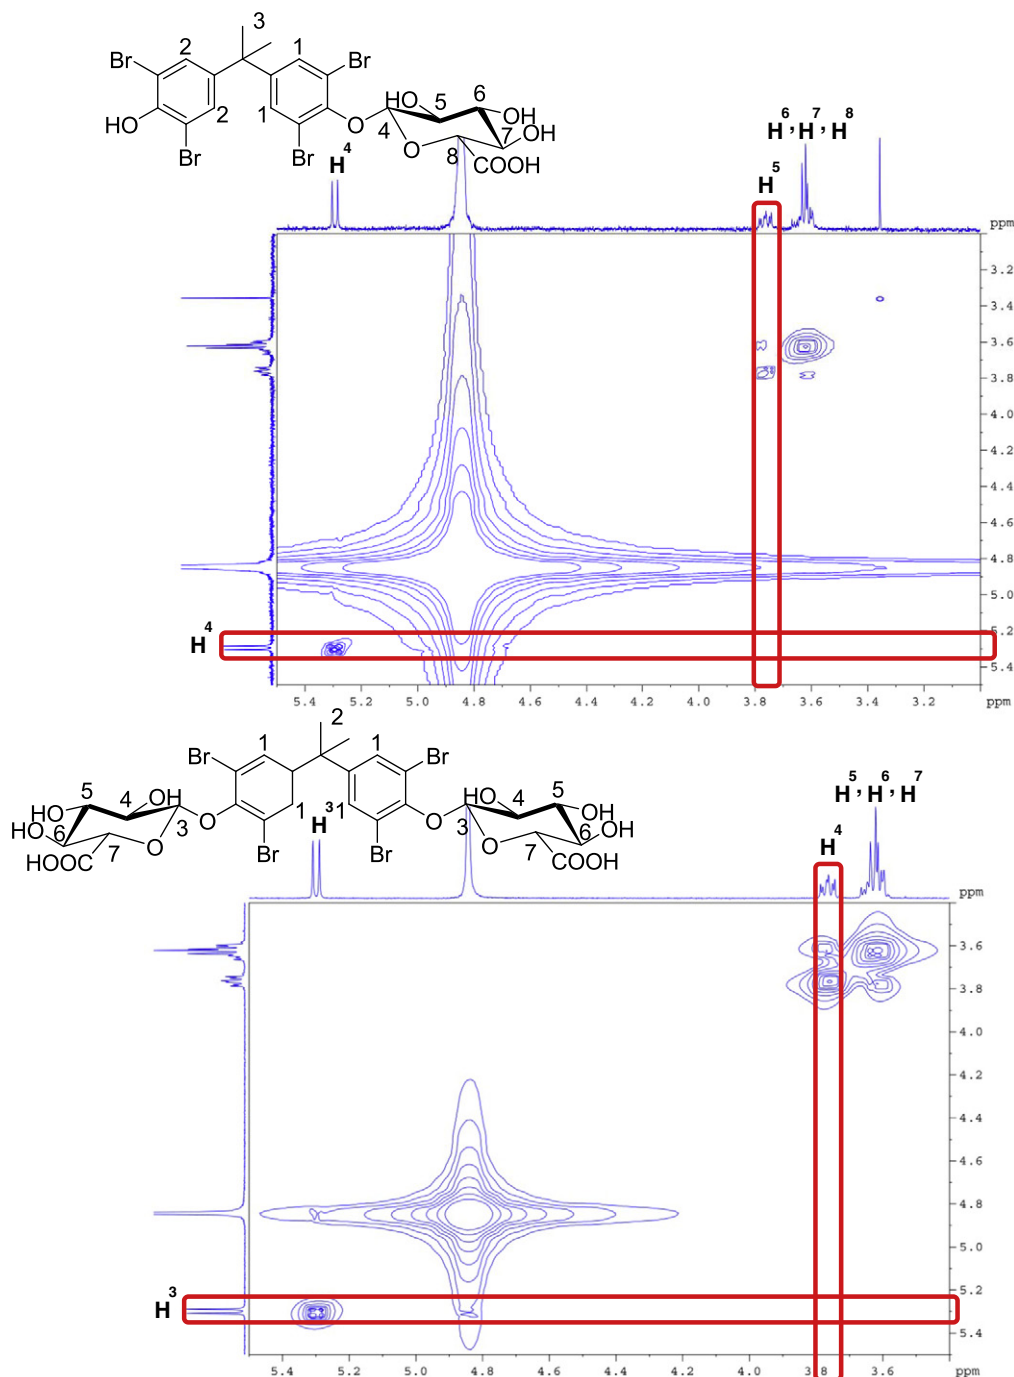 3
2 1
Br Br
HO 6
5 OH
2 1 O 4 7 OH
HO O
Br Br 8 COOH
H4
H6, H7, H8
H5
ppm
3.2
3.4
3.6
3.8
4.0
4.2
4.4
4.6
4.8
5.0
5.2
5.4
H4
5.4 5.2 5.0 4.8 4.6 4.4 4.2 4.0 3.8 3.6 3.4 3.2 ppm
2
1 1
Br Br
5 4 OH HO 4 5
HO OH
HO 6 3 O 1 1 O 3 6 OH
7 O O 7
HOOC Br Br COOH
H3
H5, H6, H7
H4
ppm
3.6
3.8
4.0
4.2
4.4
4.6
4.8
5.0
5.2
5.4
H3
5.4 5.2 5.0 4.8 4.6 4.4 4.2 4.0 3.8 3.6 ppm